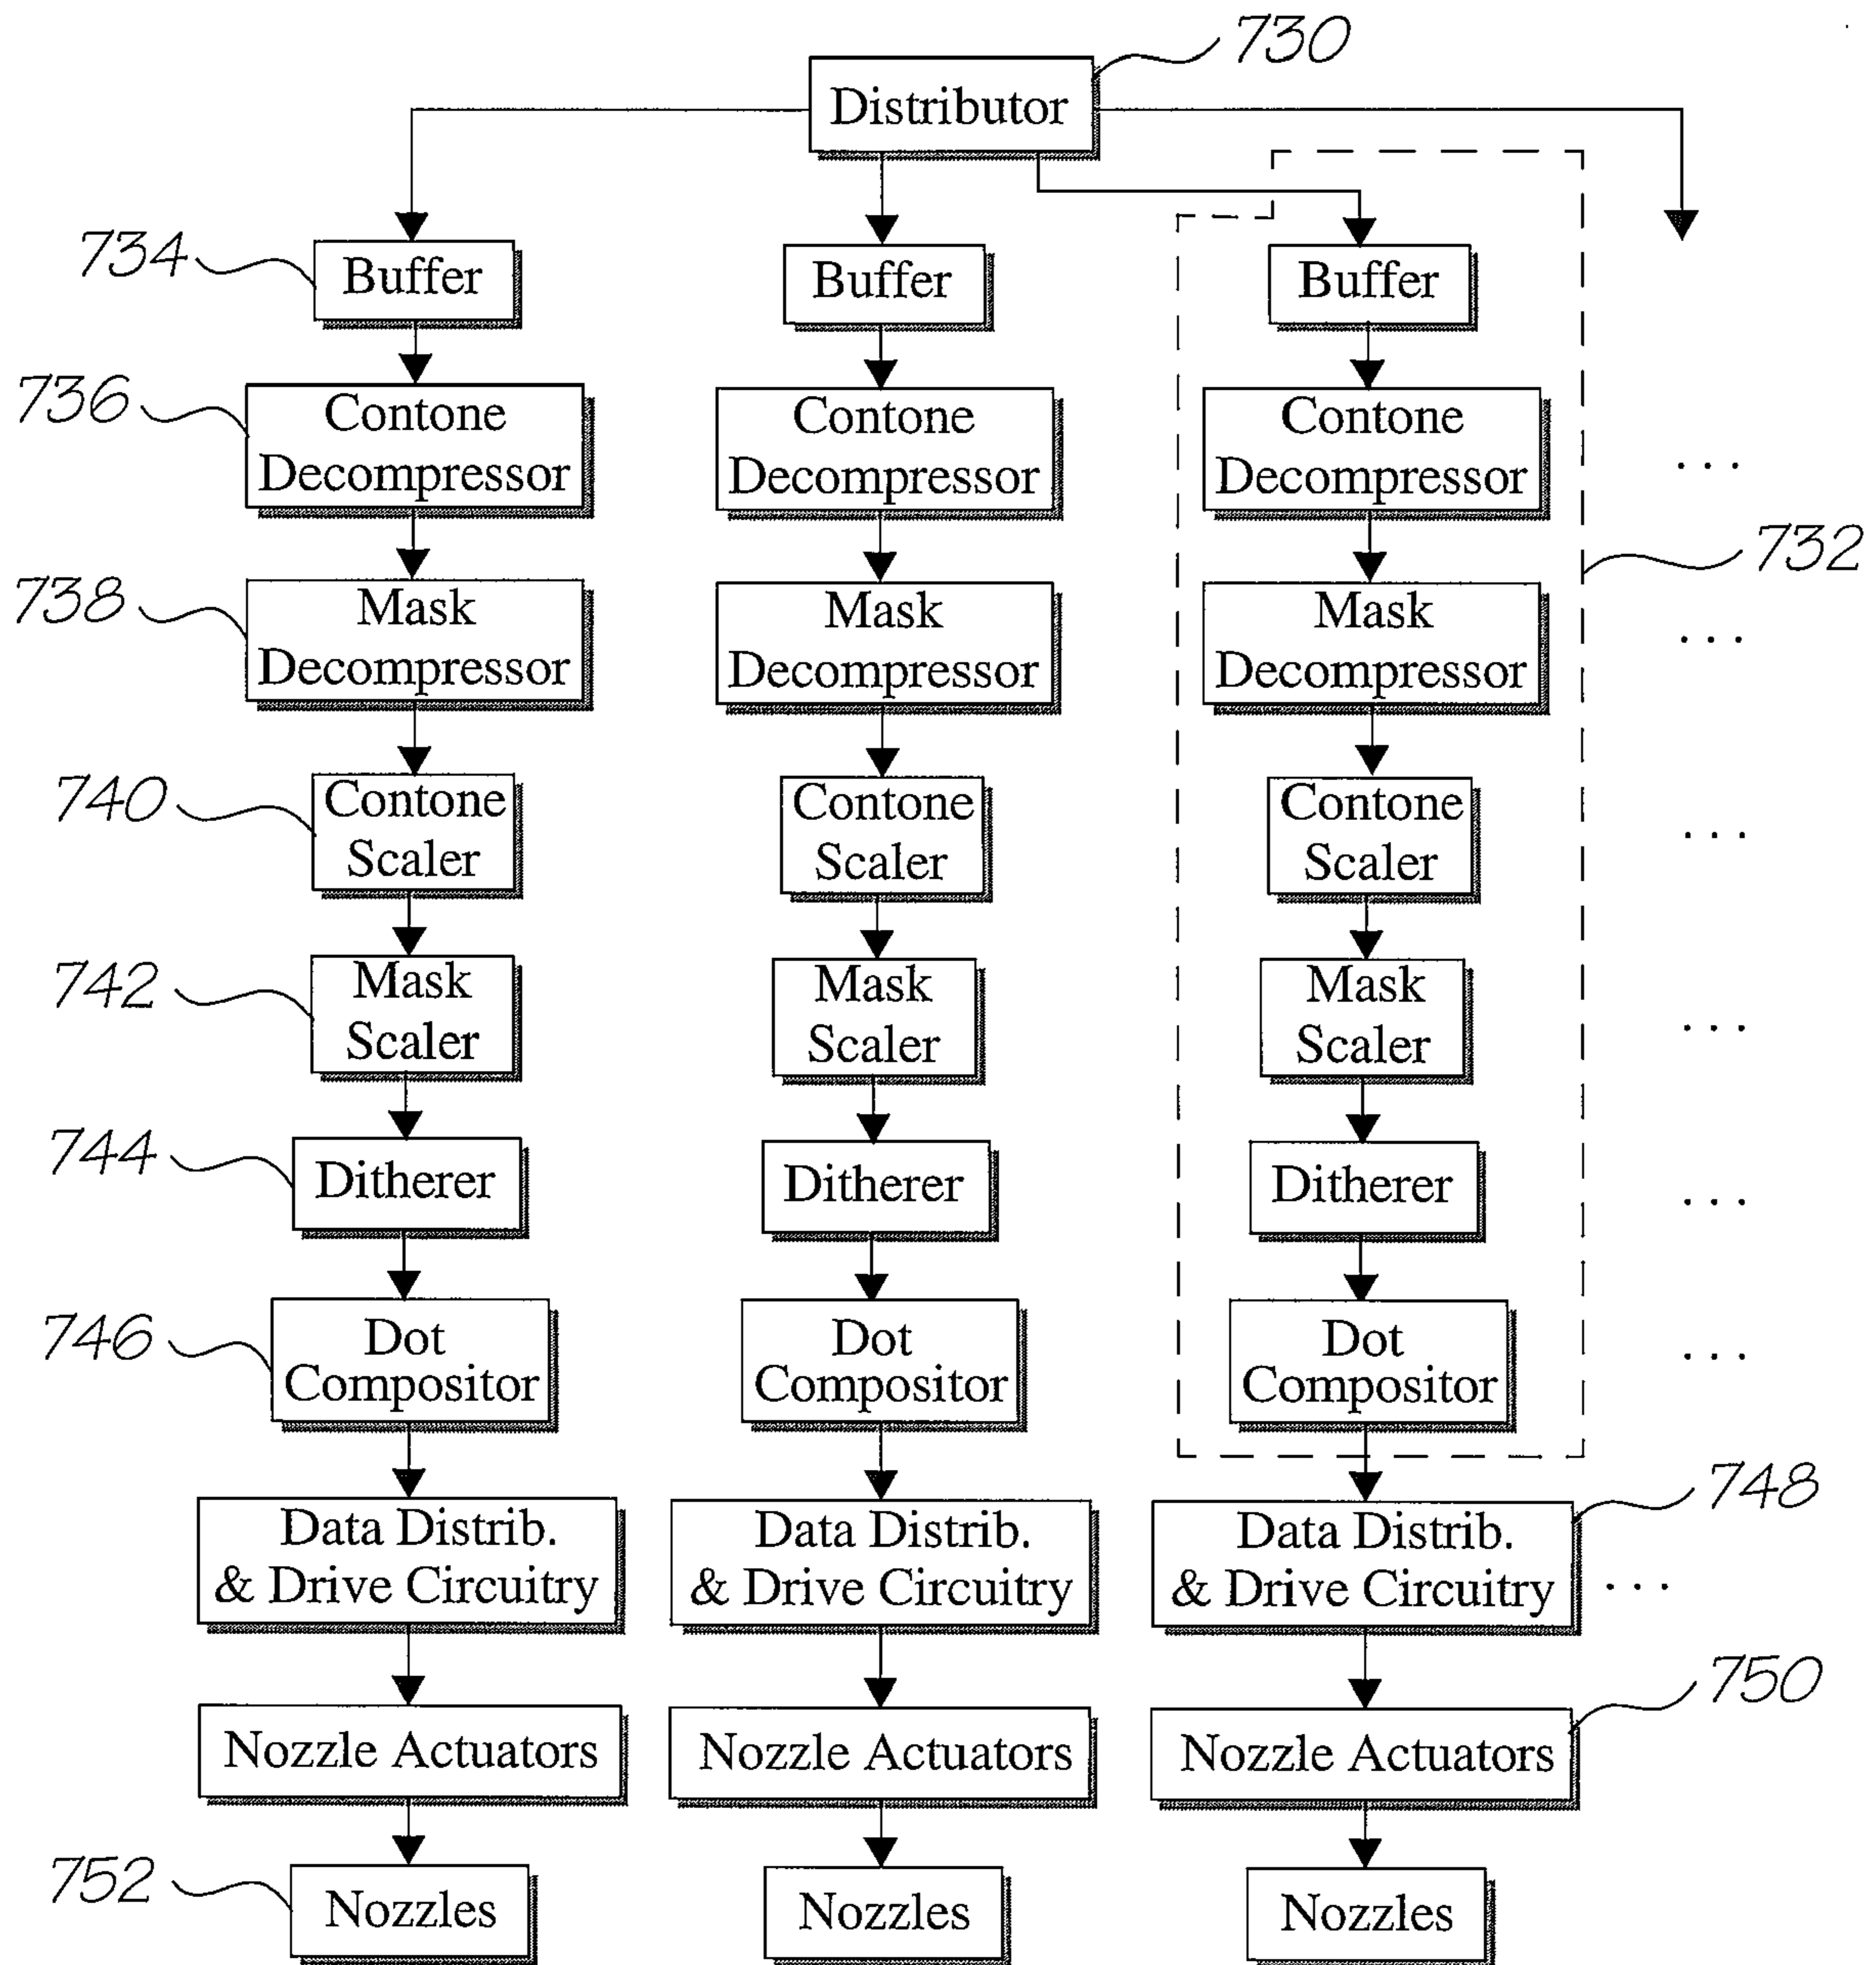 730
Distributor
734
Buffer
Buffer
Buffer
736
Contone
Decompressor
Contone
Decompressor
Contone
Decompressor
...
732
738
Mask
Decompressor
Mask
Decompressor
Mask
Decompressor
...
740
Contone
Scaler
Contone
Scaler
Contone
Scaler
...
742
Mask
Scaler
Mask
Scaler
Mask
Scaler
...
744
Ditherer
Ditherer
Ditherer
...
746
Dot
Compositor
Dot
Compositor
Dot
Compositor
...
748
Data Distrib.
& Drive Circuitry
Data Distrib.
& Drive Circuitry
Data Distrib.
& Drive Circuitry
...
750
Nozzle Actuators
Nozzle Actuators
Nozzle Actuators
752
Nozzles
Nozzles
Nozzles